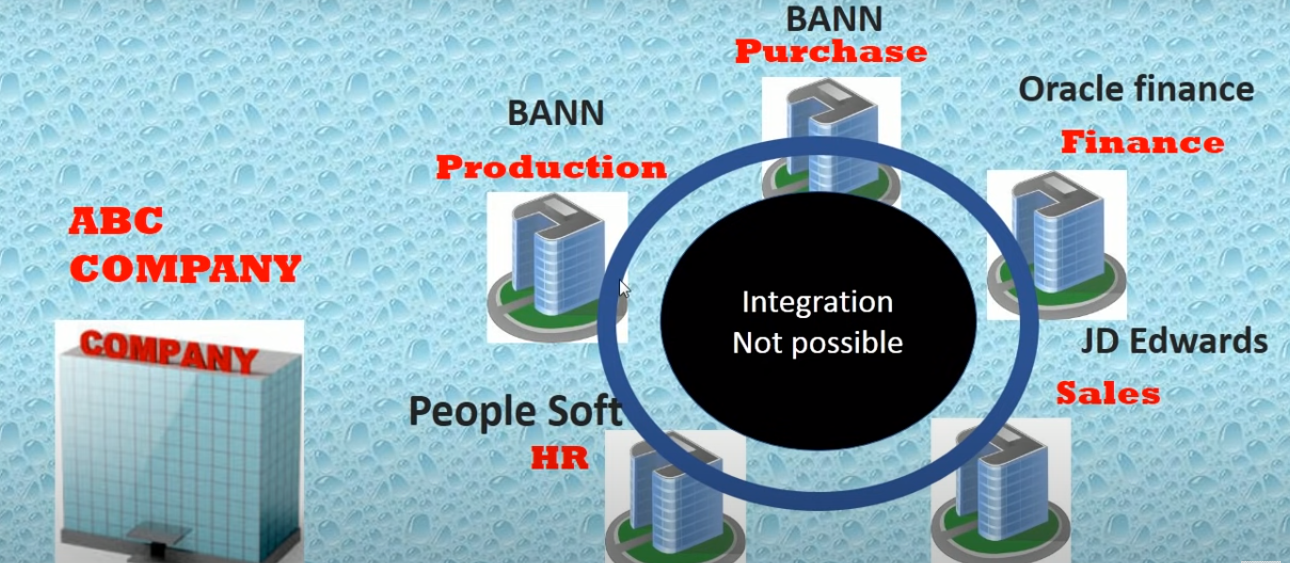 BANN
Purchase
Oracle finance
Finance
BANN
Production
ABC
COMPANY
COMPANY
Integration
Not possible
JD Edwards
Sales
People Soft
HR